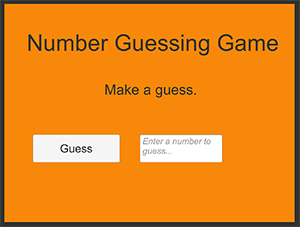 Number Guessing Game
Make a guess.
Guess
Enter a number to
guess...